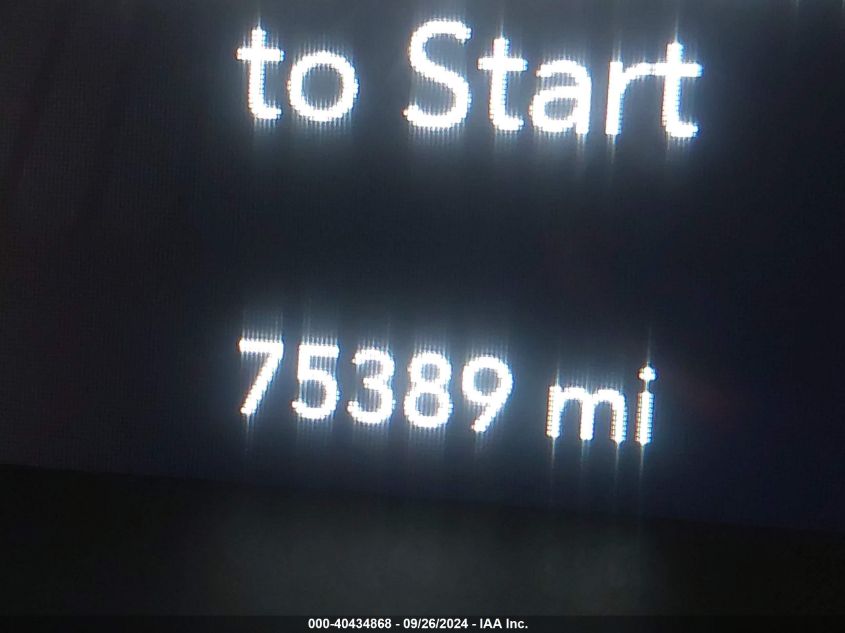 to Start
75389 mi
000-40434868 - 09/26/2024 - IAA Inc.